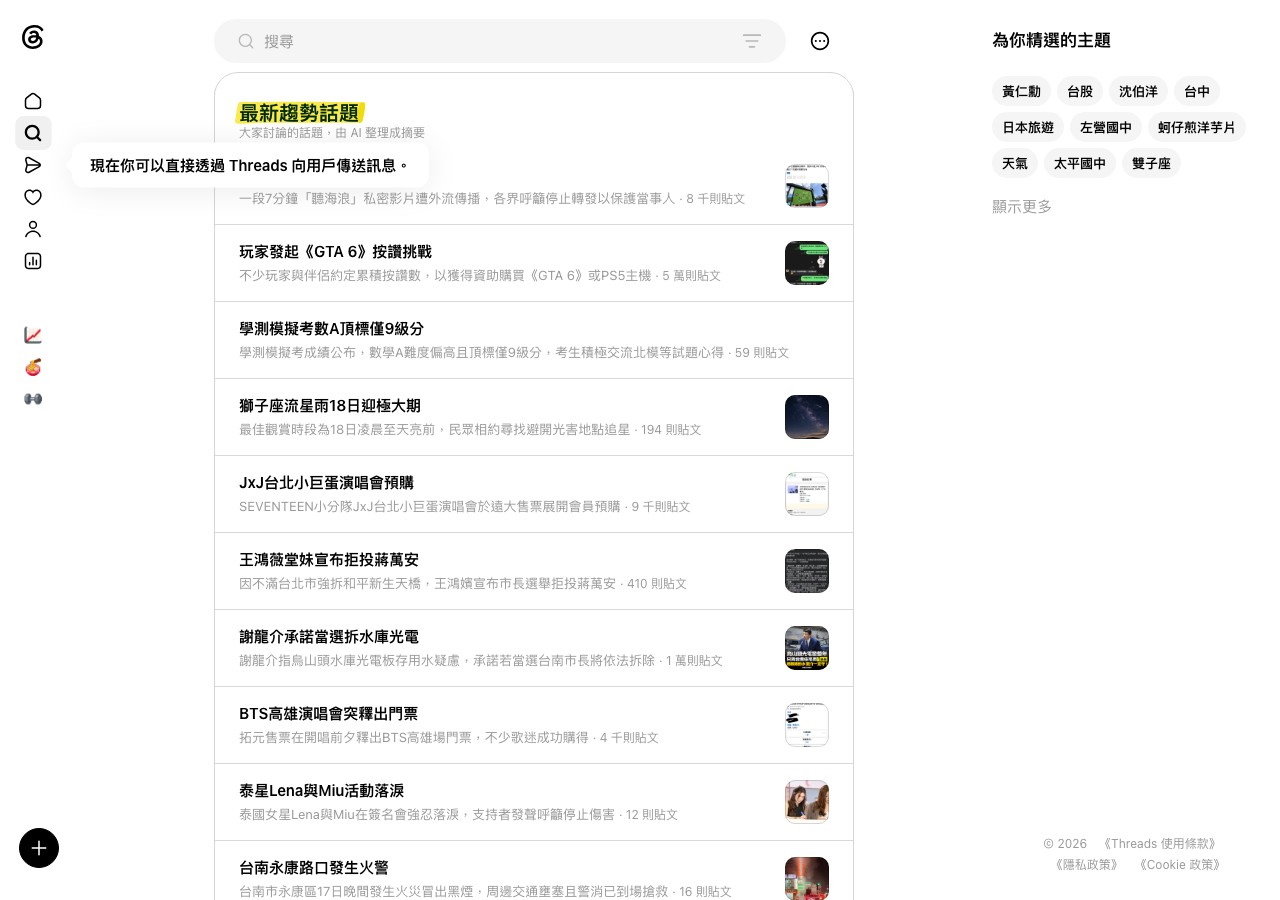 搜尋
最新趨勢話題
大家討論的話題，由 AI 整理成摘要
現在你可以直接透過 Threads 向用戶傳送訊息。
一段7分鐘「聽海浪」私密影片遭外流傳播，各界呼籲停止轉發以保護當事人 · 8 千則貼文
玩家發起《GTA 6》按讚挑戰
不少玩家與伴侶約定累積按讚數，以獲得資助購買《GTA 6》或PS5主機 · 5 萬則貼文
學測模擬考數A頂標僅9級分
學測模擬考成績公布，數學A難度偏高且頂標僅9級分，考生積極交流北模等試題心得 · 59 則貼文
獅子座流星雨18日迎極大期
最佳觀賞時段為18日凌晨至天亮前，民眾相約尋找避開光害地點追星 · 194 則貼文
JxJ台北小巨蛋演唱會預購
SEVENTEEN小分隊JxJ台北小巨蛋演唱會於遠大售票展開會員預購 · 9 千則貼文
王鴻薇堂妹宣布拒投蔣萬安
因不滿台北市強拆和平新生天橋，王鴻嬪宣布市長選舉拒投蔣萬安 · 410 則貼文
謝龍介承諾當選拆水庫光電
謝龍介指烏山頭水庫光電板存用水疑慮，承諾若當選台南市長將依法拆除 · 1 萬則貼文
BTS高雄演唱會突釋出門票
拓元售票在開唱前夕釋出BTS高雄場門票，不少歌迷成功購得 · 4 千則貼文
泰星Lena與Miu活動落淚
泰國女星Lena與Miu在簽名會強忍落淚，支持者發聲呼籲停止傷害 · 12 則貼文
台南永康路口發生火警
台南市永康區17日晚間發生火災冒出黑煙，周邊交通壅塞且警消已到場搶救 · 16 則貼文
為你精選的主題
黃仁勳
台股
沈伯洋
台中
日本旅遊
左營國中
蚵仔煎洋芋片
天氣
太平國中
雙子座
顯示更多
© 2026 《Threads 使用條款》
《隱私政策》 《Cookie 政策》